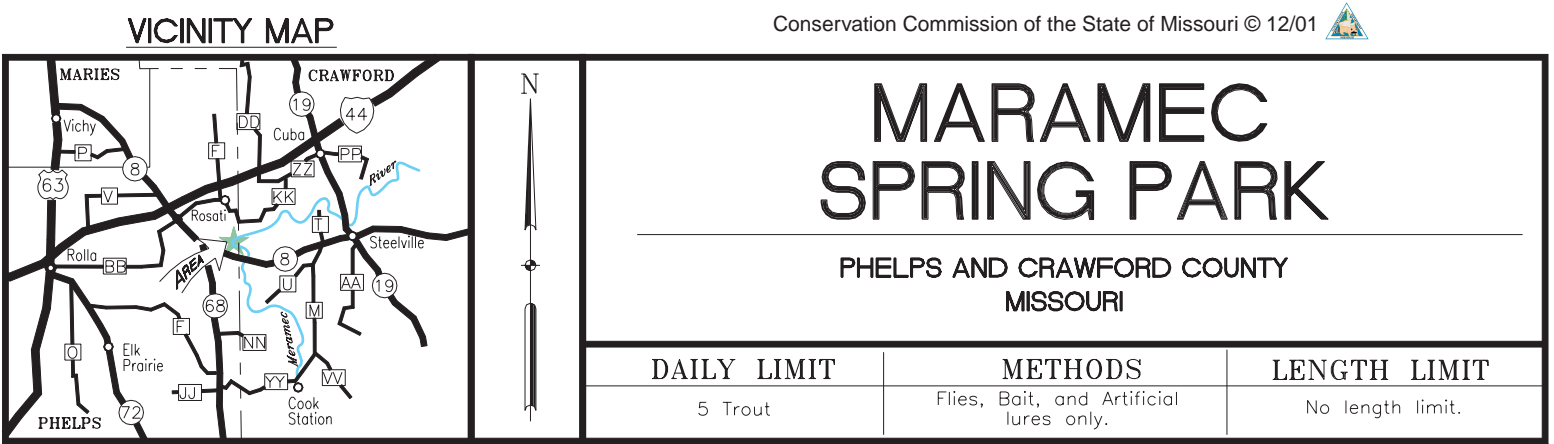 VICINITY MAP
Conservation Commission of the State of Missouri © 12/01
MARIES
CRAWFORD
19
44
DD
Cuba
Vichy
P
F
PP
8
ZZ
River
63
V
KK
Rosati
T
Steelville
Rolla
BB
AREA
8
U
AA
19
68
M
F
NN
Meramec
O
Elk
Prairie
YY
VV
JJ
Cook
Station
72
PHELPS
N
MARAMEC
SPRING PARK
PHELPS AND CRAWFORD COUNTY
MISSOURI
DAILY LIMIT
METHODS
LENGTH LIMIT
5 Trout
Flies, Bait, and Artificial
lures only.
No length limit.